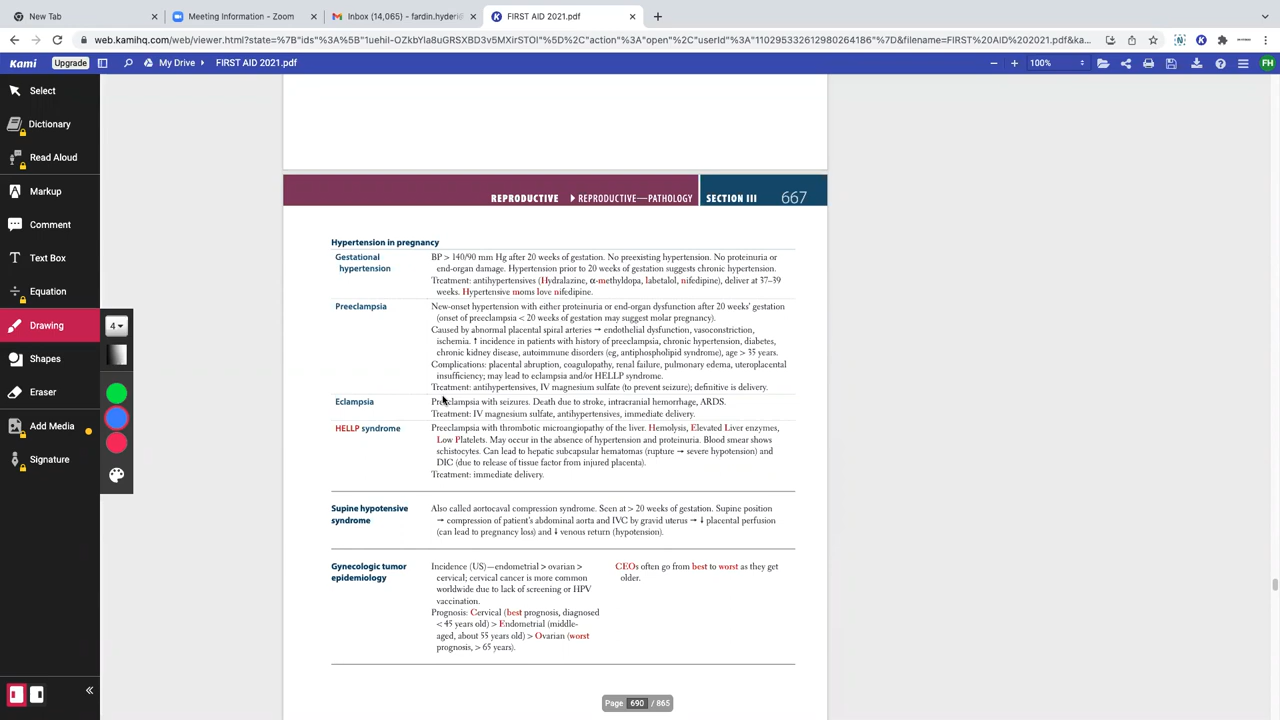 New Tab
Meeting Information - Zoom
Inbox (14,065) - fardin.hyderi@
FIRST AID 2021.pdf
web.kamihq.com/web/viewer.html?state=%7B"ids"%3A%5B"1uehiI-OZkbYla8uGRSXBD3v5MXirSTOI"%5D%2C"action"%3A"open"%2C"userId"%3A"110295332612980264186"%7D&filename=FIRST%20AID%202021.pdf&ka...
Kami
Upgrade
My Drive
FIRST AID 2021.pdf
100%
FH
Select
Dictionary
Read Aloud
Markup
Comment
Text Box
Equation
Drawing
Shapes
Eraser
Add Media
Signature
4
REPRODUCTIVE ▶ REPRODUCTIVE—PATHOLOGY SECTION III 667
Hypertension in pregnancy
Gestational hypertension
BP > 140/90 mm Hg after 20 weeks of gestation. No preexisting hypertension. No proteinuria or
end-organ damage. Hypertension prior to 20 weeks of gestation suggests chronic hypertension.
Treatment: antihypertensives (Hydralazine, α-methyldopa, labetalol, nifedipine), deliver at 37–39
weeks. Hypertensive moms love nifedipine.
Preeclampsia
New-onset hypertension with either proteinuria or end-organ dysfunction after 20 weeks' gestation
(onset of preeclampsia < 20 weeks of gestation may suggest molar pregnancy).
Caused by abnormal placental spiral arteries → endothelial dysfunction, vasoconstriction,
ischemia. ↑ incidence in patients with history of preeclampsia, chronic hypertension, diabetes,
chronic kidney disease, autoimmune disorders (eg, antiphospholipid syndrome), age > 35 years.
Complications: placental abruption, coagulopathy, renal failure, pulmonary edema, uteroplacental
insufficiency; may lead to eclampsia and/or HELLP syndrome.
Treatment: antihypertensives, IV magnesium sulfate (to prevent seizure); definitive is delivery.
Eclampsia
Preeclampsia with seizures. Death due to stroke, intracranial hemorrhage, ARDS.
Treatment: IV magnesium sulfate, antihypertensives, immediate delivery.
HELLP syndrome
Preeclampsia with thrombotic microangiopathy of the liver. Hemolysis, Elevated Liver enzymes,
Low Platelets. May occur in the absence of hypertension and proteinuria. Blood smear shows
schistocytes. Can lead to hepatic subcapsular hematomas (rupture → severe hypotension) and
DIC (due to release of tissue factor from injured placenta).
Treatment: immediate delivery.
Supine hypotensive
syndrome
Also called aortocaval compression syndrome. Seen at > 20 weeks of gestation. Supine position
→ compression of patient's abdominal aorta and IVC by gravid uterus → ↓ placental perfusion
(can lead to pregnancy loss) and ↓ venous return (hypotension).
Gynecologic tumor
epidemiology
Incidence (US)—endometrial > ovarian >
cervical; cervical cancer is more common
worldwide due to lack of screening or HPV
vaccination.
Prognosis: Cervical (best prognosis, diagnosed
< 45 years old) > Endometrial (middle-
aged, about 55 years old) > Ovarian (worst
prognosis, > 65 years).
CEOs often go from best to worst as they get
older.
Page 690 / 865